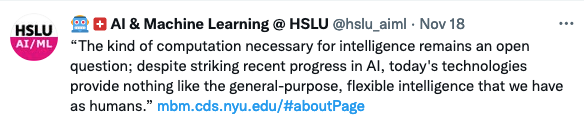 HSLU
AI/ML
AI & Machine Learning @ HSLU @hslu_aiml · Nov 18
“The kind of computation necessary for intelligence remains an open
question; despite striking recent progress in AI, today's technologies
provide nothing like the general-purpose, flexible intelligence that we have
as humans.” mbm.cds.nyu.edu/#aboutPage